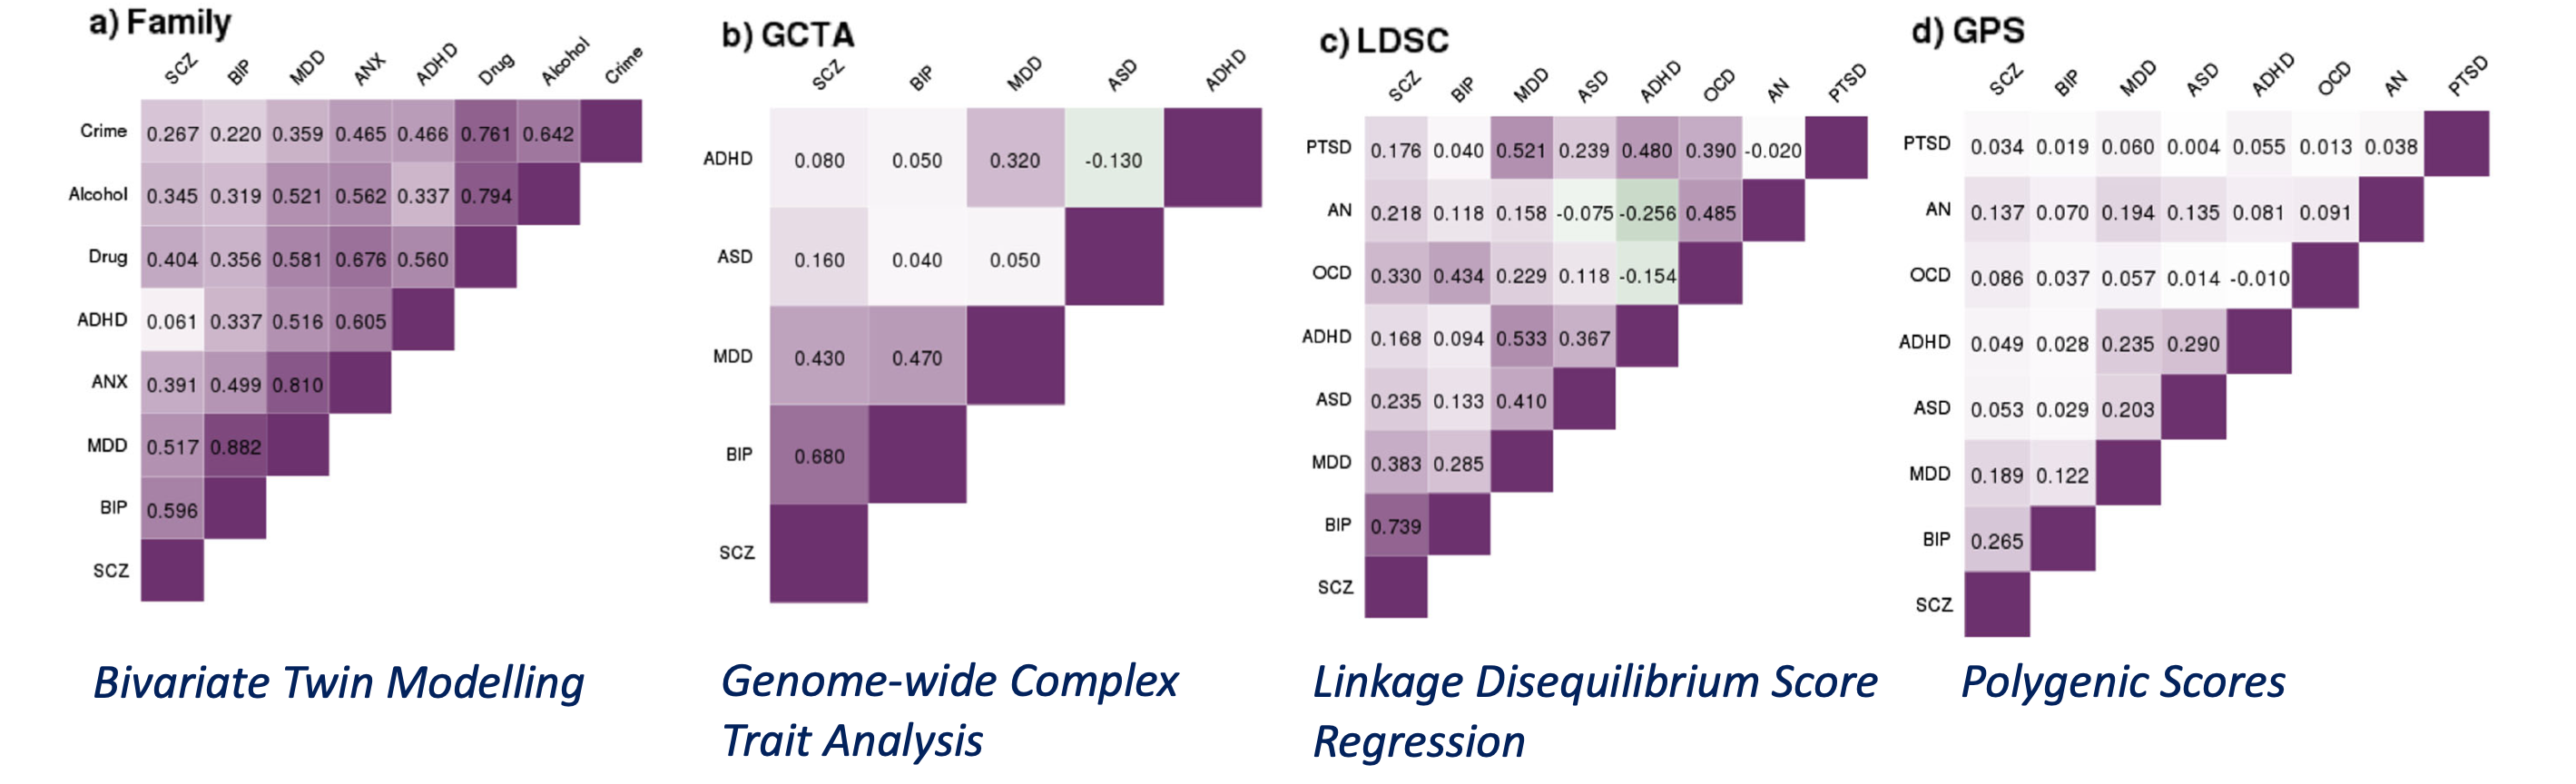 a) Family
SCZ BIP MDD ANX ADHD Drug Alcohol Crime
Crime 0.267 0.220 0.359 0.465 0.466 0.761 0.642
Alcohol 0.345 0.319 0.521 0.562 0.337 0.794
Drug 0.404 0.356 0.581 0.676 0.560
ADHD 0.061 0.337 0.516 0.605
ANX 0.391 0.499 0.810
MDD 0.517 0.882
BIP 0.596
SCZ
Bivariate Twin Modelling
b) GCTA
SCZ BIP MDD ASD ADHD
ADHD 0.080 0.050 0.320 -0.130
ASD 0.160 0.040 0.050
MDD 0.430 0.470
BIP 0.680
SCZ
Genome-wide Complex
Trait Analysis
c) LDSC
SCZ BIP MDD ASD ADHD OCD AN PTSD
PTSD 0.176 0.040 0.521 0.239 0.480 0.390 -0.020
AN 0.218 0.118 0.158 -0.075 -0.256 0.485
OCD 0.330 0.434 0.229 0.118 -0.154
ADHD 0.168 0.094 0.533 0.367
ASD 0.235 0.133 0.410
MDD 0.383 0.285
BIP 0.739
SCZ
Linkage Disequilibrium Score
Regression
d) GPS
SCZ BIP MDD ASD ADHD OCD AN PTSD
PTSD 0.034 0.019 0.060 0.004 0.055 0.013 0.038
AN 0.137 0.070 0.194 0.135 0.081 0.091
OCD 0.086 0.037 0.057 0.014 -0.010
ADHD 0.049 0.028 0.235 0.290
ASD 0.053 0.029 0.203
MDD 0.189 0.122
BIP 0.265
SCZ
Polygenic Scores